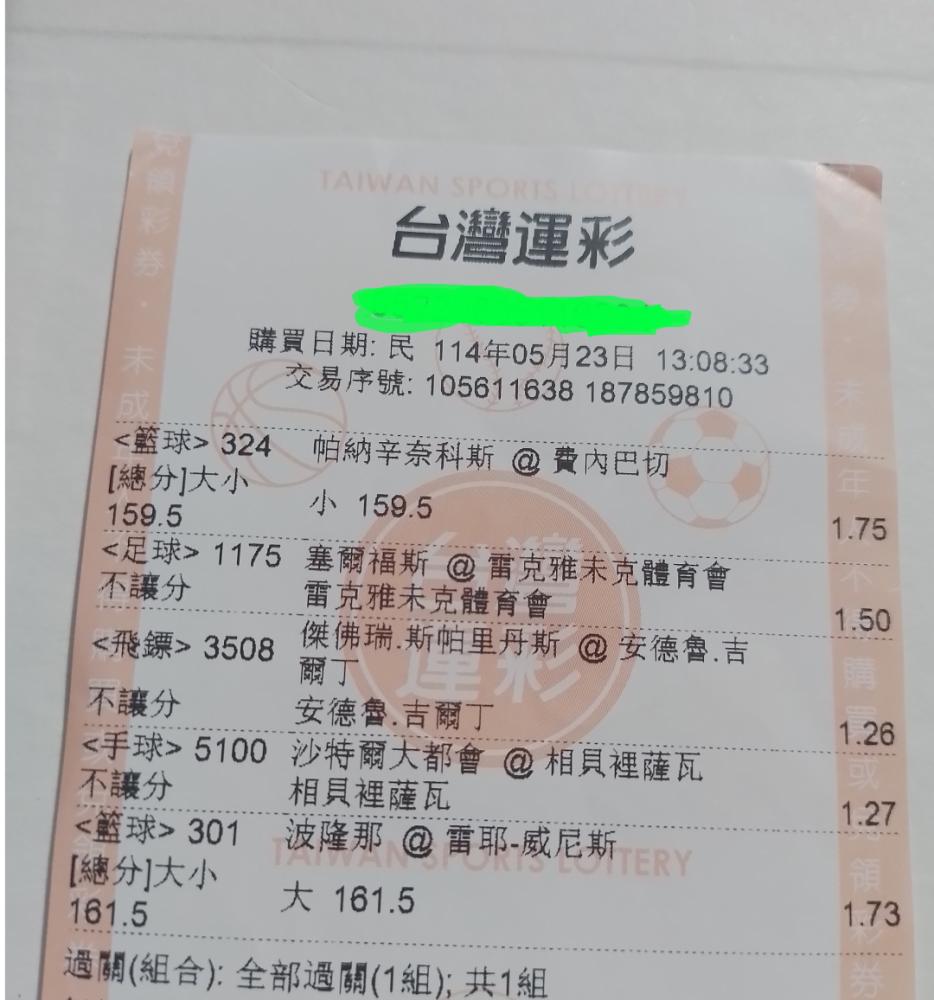 TAIWAN SPORTS LOTTERY
台灣運彩
購買日期: 民 114年05月23日 13:08:33
交易序號: 105611638 187859810
<籃球> 324 帕納辛奈科斯 @ 費內巴切
[總分]大小
159.5 小 159.5 1.75
<足球> 1175 塞爾福斯 @ 雷克雅未克體育會
不讓分 雷克雅未克體育會 1.50
<飛鏢> 3508 傑佛瑞.斯帕里丹斯 @ 安德魯.吉
爾丁
不讓分 安德魯.吉爾丁 1.26
<手球> 5100 沙特爾大都會 @ 相貝裡薩瓦
不讓分 相貝裡薩瓦 1.27
<籃球> 301 波隆那 @ 雷耶-威尼斯
TAIWAN SPORTS LOTTERY
[總分]大小
161.5 大 161.5 1.73
過關(組合): 全部過關(1組); 共1組
台灣
運彩